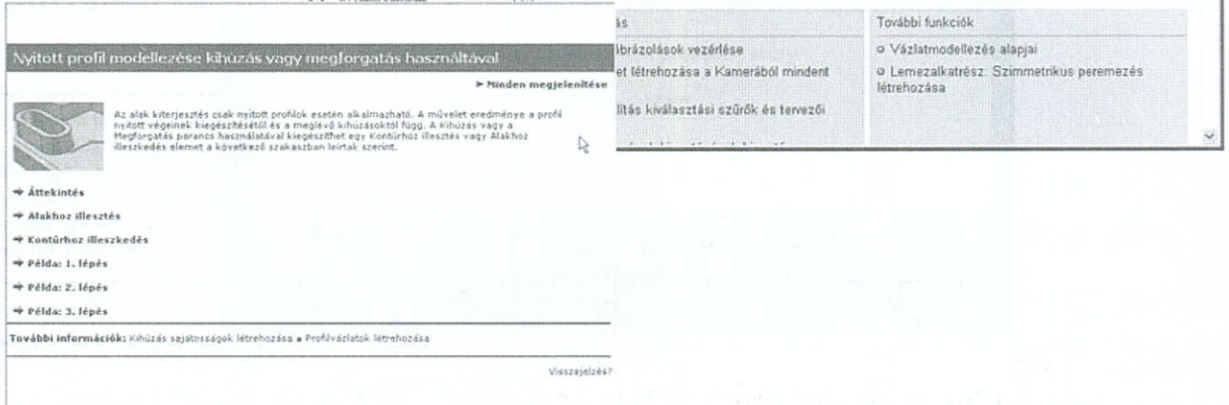 Nyitott profil modellezése kihúzás vagy megforgatás használtával
➤ Minden megjelenítése
Az alak kiterjesztés csak nyitott profilok esetén alkalmazható. A művelet eredménye a profil
nyitott végeinek kiegészítésétől és a meglévő kihúzásoktól függ. A Kihúzás vagy a
Megforgatás parancs használatával kiegészíthet egy Kontúrhoz illesztés vagy Alakhoz
illeszkedés elemet a következő szakaszban leírtak szerint.
➔ Áttekintés
➔ Alakhoz illesztés
➔ Kontúrhoz illeszkedés
➔ Példa: 1. lépés
➔ Példa: 2. lépés
➔ Példa: 3. lépés
További információk: Kihúzás sajátosságok létrehozása ■ Profilvázlatok létrehozása
Visszajelzés?
ás
ábrázolások vezérlése
et létrehozása a Kamerából mindent
lítás kiválasztási szűrők és tervezői
További funkciók
Vázlatmodellezés alapjai
Lemezalkatrész: Szimmetrikus peremezés
létrehozása